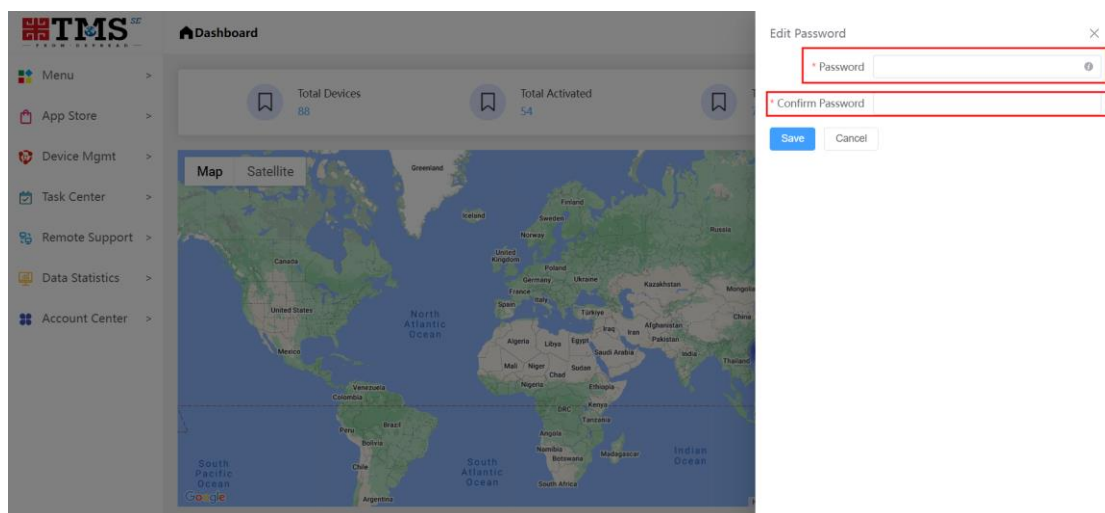 TMS SE
Menu >
App Store >
Device Mgmt >
Task Center >
Remote Support >
Data Statistics >
Account Center >
Dashboard
Total Devices
88
Total Activated
54
Map Satellite
Greenland
Iceland
Finland
Sweden
Norway
Russia
United
Kingdom
Canada
Poland
Germany
Ukraine
France
Kazakhstan
Mongolia
Spain
Italy
Türkiye
United States
North
Atlantic
Ocean
China
Iraq
Iran
Afghanistan
Pakistan
Algeria
Libya
Egypt
Saudi Arabia
India
Thailand
Mexico
Mali
Niger
Chad
Sudan
Nigeria
Ethiopia
Venezuela
Colombia
DRC
Kenya
Tanzania
Peru
Brazil
Bolivia
Angola
Namibia
Botswana
Madagascar
Chile
South
Pacific
Ocean
South
Atlantic
Ocean
Indian
Ocean
South Africa
Argentina
Google
Edit Password
* Password
* Confirm Password
Save Cancel